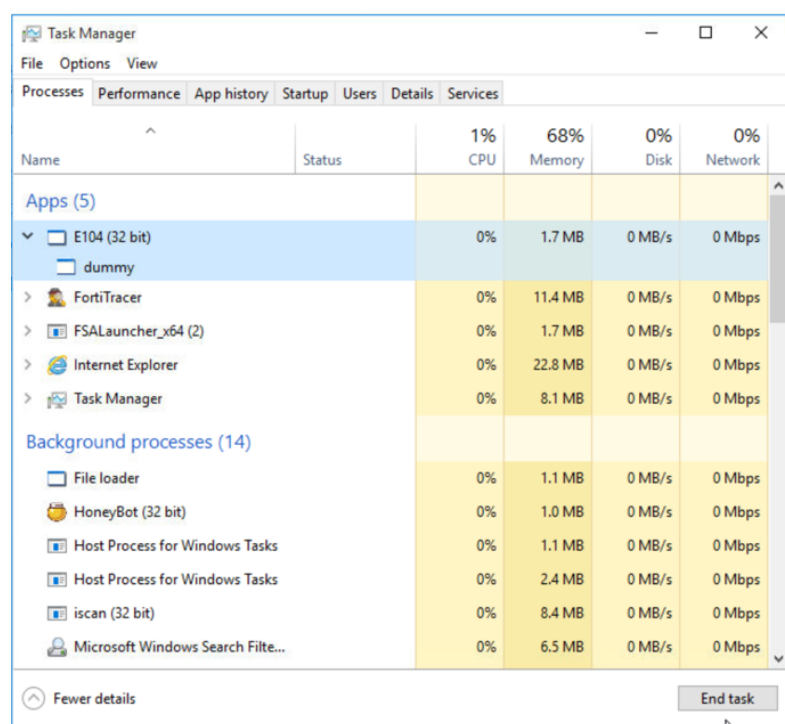 Task Manager
File Options View
Processes Performance App history Startup Users Details Services
1% 68% 0% 0%
Name Status CPU Memory Disk Network
Apps (5)
E104 (32 bit) 0% 1.7 MB 0 MB/s 0 Mbps
dummy
FortiTracer 0% 11.4 MB 0 MB/s 0 Mbps
FSALauncher_x64 (2) 0% 1.7 MB 0 MB/s 0 Mbps
Internet Explorer 0% 22.8 MB 0 MB/s 0 Mbps
Task Manager 0% 8.1 MB 0 MB/s 0 Mbps
Background processes (14)
File loader 0% 1.1 MB 0 MB/s 0 Mbps
HoneyBot (32 bit) 0% 1.0 MB 0 MB/s 0 Mbps
Host Process for Windows Tasks 0% 1.1 MB 0 MB/s 0 Mbps
Host Process for Windows Tasks 0% 2.4 MB 0 MB/s 0 Mbps
iscan (32 bit) 0% 8.4 MB 0 MB/s 0 Mbps
Microsoft Windows Search Filte... 0% 6.5 MB 0 MB/s 0 Mbps
Fewer details End task